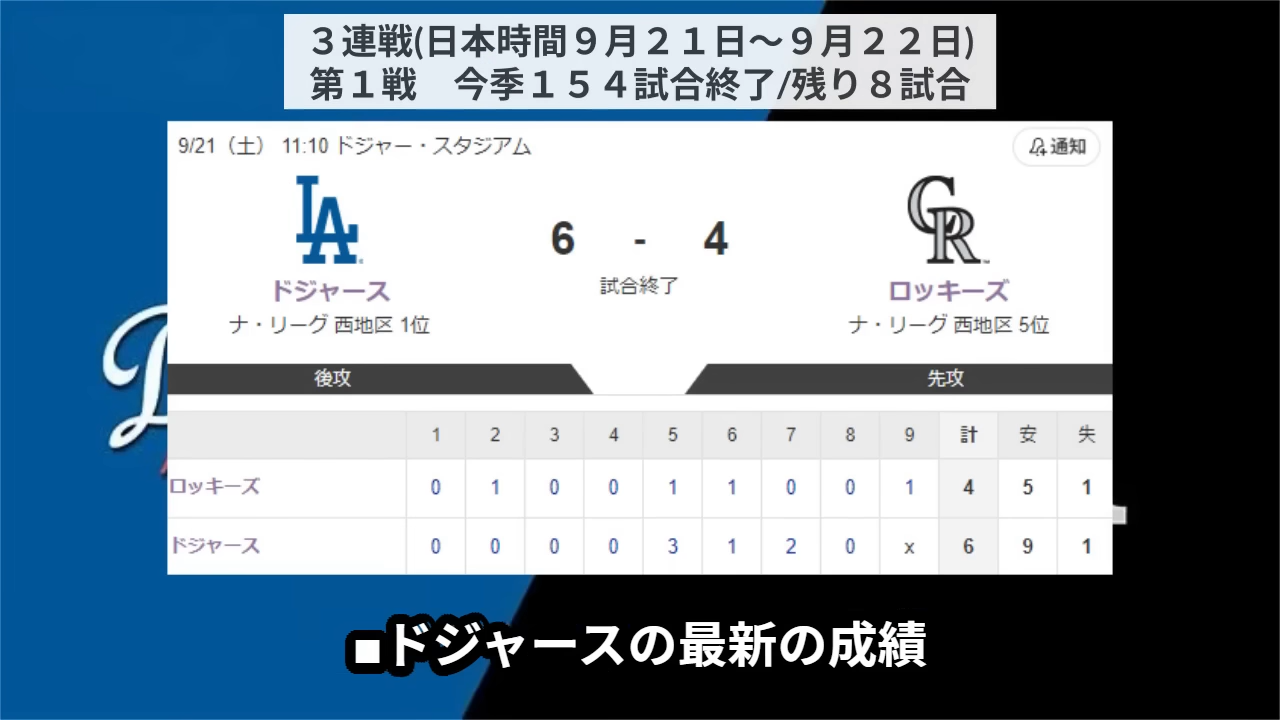 ３連戦(日本時間９月２１日～９月２２日)
第１戦　今季１５４試合終了/残り８試合
9/21（土） 11:10 ドジャー・スタジアム
通知
LA
CR
6 - 4
試合終了
ドジャース
ロッキーズ
ナ・リーグ 西地区 1位
ナ・リーグ 西地区 5位
後攻
先攻
1 2 3 4 5 6 7 8 9 計 安 失
ロッキーズ 0 1 0 0 1 1 0 0 1 4 5 1
ドジャース 0 0 0 0 3 1 2 0 x 6 9 1
■ドジャースの最新の成績